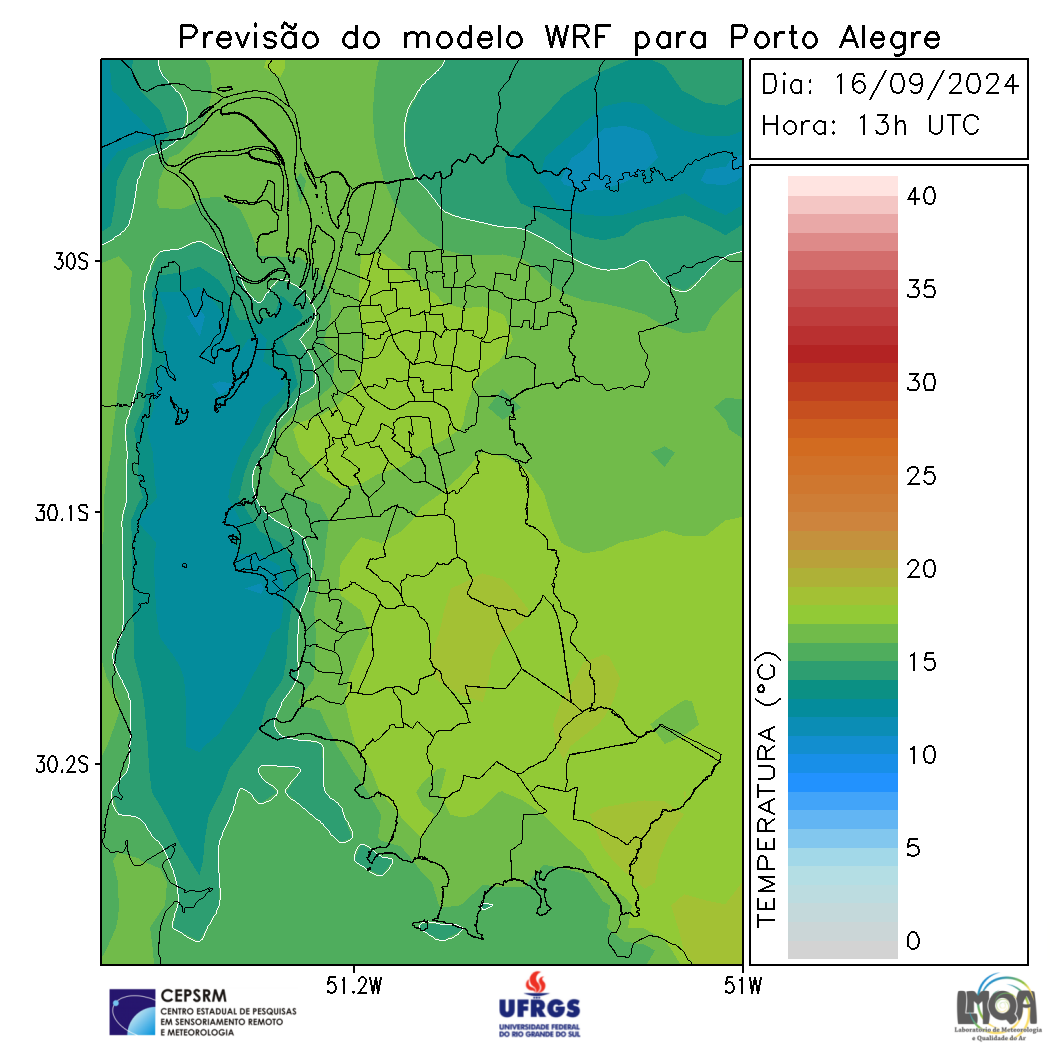 Previsão do modelo WRF para Porto Alegre
Dia: 16/09/2024
Hora: 13h UTC
30S
30.1S
30.2S
51.2W
51W
TEMPERATURA (°C)
40
35
30
25
20
15
10
5
0
CEPSRM
CENTRO ESTADUAL DE PESQUISAS
EM SENSORIAMENTO REMOTO
E METEOROLOGIA
UFRGS
UNIVERSIDADE FEDERAL
DO RIO GRANDE DO SUL
LMQA
Laboratório de Meteorologia
e Qualidade do Ar